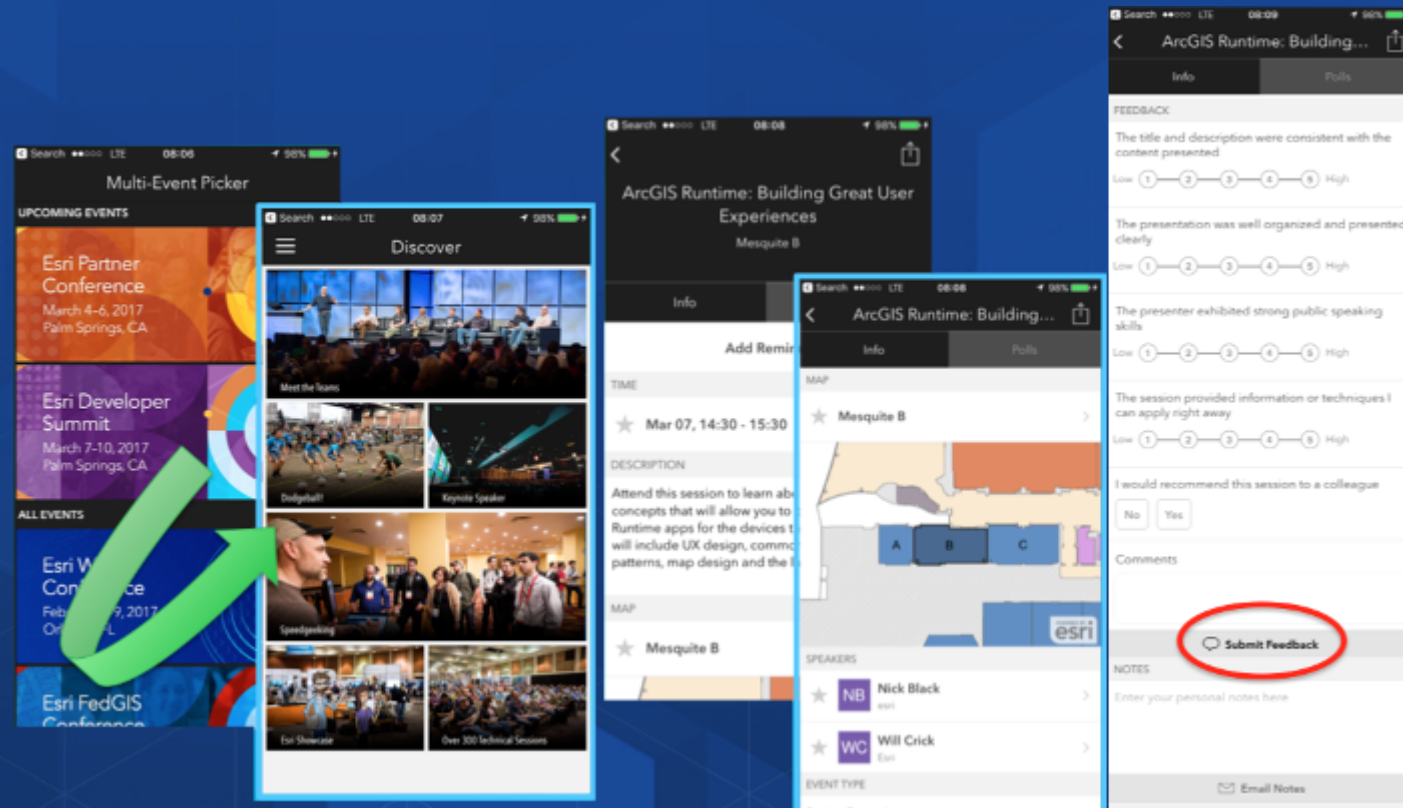 Search LTE 08:06 98%
Multi-Event Picker
UPCOMING EVENTS
Esri Partner
Conference
March 4-6, 2017
Palm Springs, CA
Esri Developer
Summit
March 7-10, 2017
Palm Springs, CA
ALL EVENTS
Esri W
Con ce
Feb 9, 2017
Or L
Esri FedGIS
Conference
Search LTE 08:07 98%
Discover
Meet the Teams
Dodgeball!
Keynote Speaker
Speedgeeking
Esri Showcase
Over 300 Technical Sessions
Search LTE 08:08 98%
ArcGIS Runtime: Building Great User
Experiences
Mesquite B
Info
Add Remin
TIME
Mar 07, 14:30 - 15:30
DESCRIPTION
Attend this session to learn abo
concepts that will allow you to
Runtime apps for the devices t
will include UX design, commo
patterns, map design and the l
MAP
Mesquite B
Search LTE 08:08 98%
ArcGIS Runtime: Building...
Info Polls
MAP
Mesquite B
A B C
POWERED BY
esri
SPEAKERS
NB Nick Black
esri
WC Will Crick
Esri
EVENT TYPE
Search LTE 08:09 98%
ArcGIS Runtime: Building...
Info Polls
FEEDBACK
The title and description were consistent with the
content presented
Low 1 2 3 4 5 High
The presentation was well organized and presented
clearly
Low 1 2 3 4 5 High
The presenter exhibited strong public speaking
skills
Low 1 2 3 4 5 High
The session provided information or techniques I
can apply right away
Low 1 2 3 4 5 High
I would recommend this session to a colleague
No Yes
Comments
Submit Feedback
NOTES
Enter your personal notes here
Email Notes